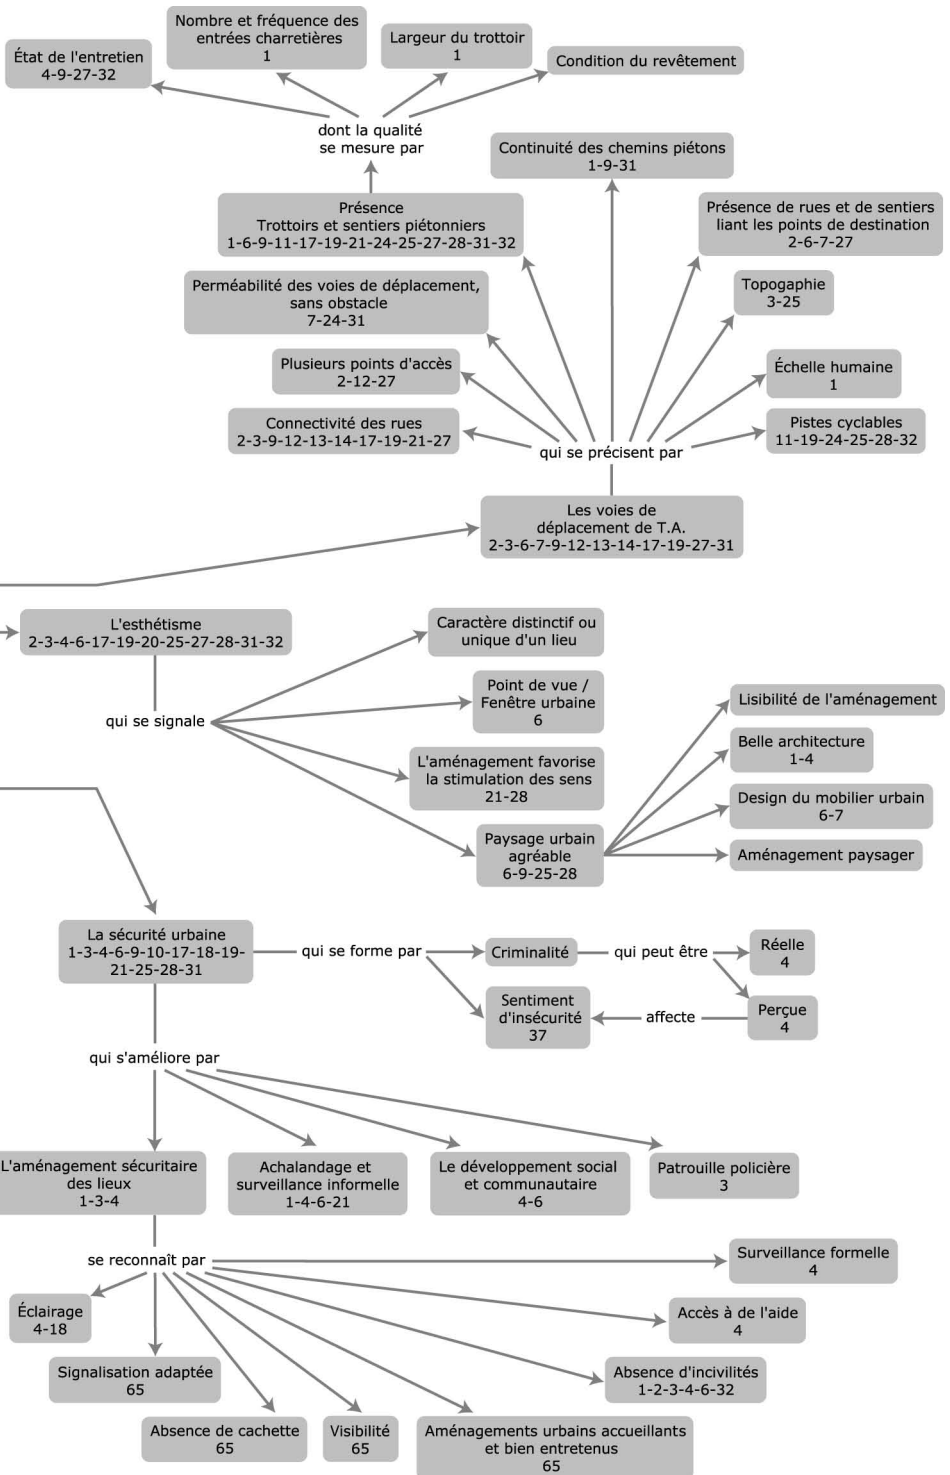 Nombre et fréquence des
entrées charretières
1
Largeur du trottoir
1
État de l'entretien
4-9-27-32
Condition du revêtement
dont la qualité
se mesure par
Continuité des chemins piétons
1-9-31
Présence
Trottoirs et sentiers piétonniers
1-6-9-11-17-19-21-24-25-27-28-31-32
Présence de rues et de sentiers
liant les points de destination
2-6-7-27
Perméabilité des voies de déplacement,
sans obstacle
7-24-31
Topogaphie
3-25
Plusieurs points d'accès
2-12-27
Échelle humaine
1
Connectivité des rues
2-3-9-12-13-14-17-19-21-27
Pistes cyclables
11-19-24-25-28-32
qui se précisent par
Les voies de
déplacement de T.A.
2-3-6-7-9-12-13-14-17-19-27-31
L'esthétisme
2-3-4-6-17-19-20-25-27-28-31-32
Caractère distinctif ou
unique d'un lieu
qui se signale
Point de vue /
Fenêtre urbaine
6
L'aménagement favorise
la stimulation des sens
21-28
Paysage urbain
agréable
6-9-25-28
Lisibilité de l'aménagement
Belle architecture
1-4
Design du mobilier urbain
6-7
Aménagement paysager
La sécurité urbaine
1-3-4-6-9-10-17-18-19-
21-25-28-31
qui se forme par
Criminalité
qui peut être
Réelle
4
Sentiment
d'insécurité
37
affecte
Perçue
4
qui s'améliore par
L'aménagement sécuritaire
des lieux
1-3-4
Achalandage et
surveillance informelle
1-4-6-21
Le développement social
et communautaire
4-6
Patrouille policière
3
se reconnaît par
Surveillance formelle
4
Éclairage
4-18
Accès à de l'aide
4
Signalisation adaptée
65
Absence d'incivilités
1-2-3-4-6-32
Absence de cachette
65
Visibilité
65
Aménagements urbains accueillants
et bien entretenus
65